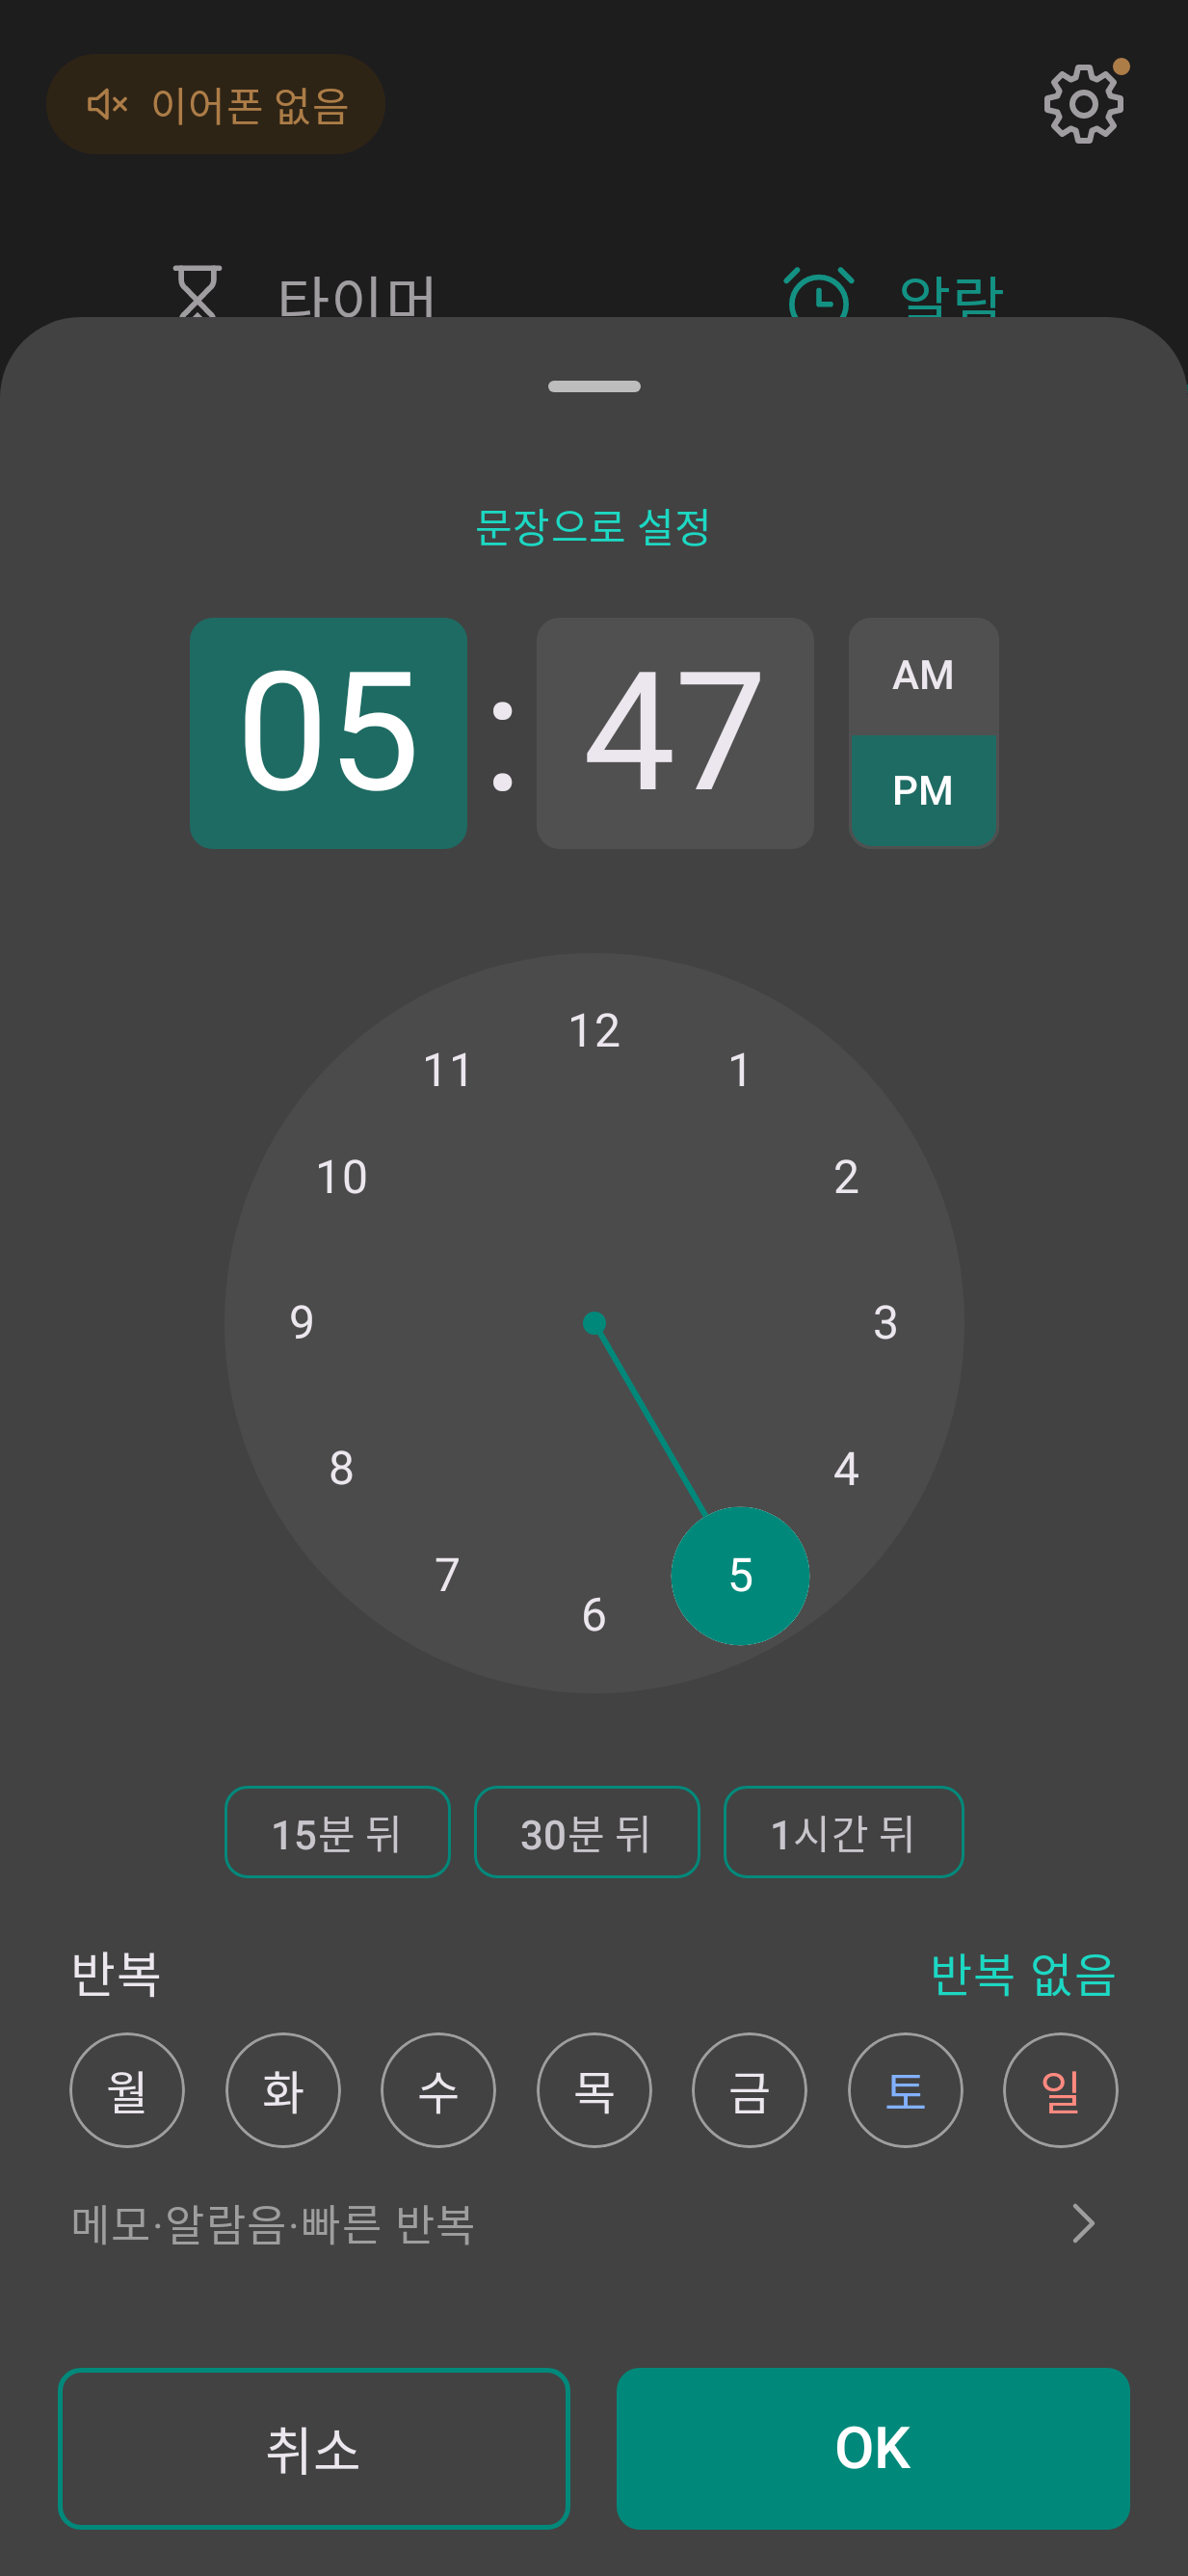 이어폰 없음
타이머 알람
문장으로 설정
05 : 47
AM
PM
12
11 1
10 2
9 3
8 4
7 5
6
15분 뒤 30분 뒤 1시간 뒤
반복 반복 없음
월 화 수 목 금 토 일
메모·알람음·빠른 반복
취소 OK